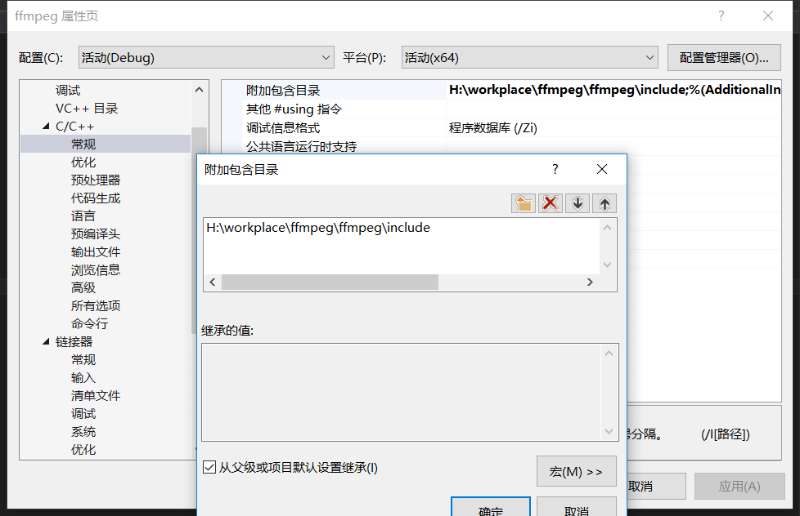 ffmpeg 属性页
配置(C):
活动(Debug)
平台(P):
活动(x64)
配置管理器(O)...
调试
VC++ 目录
C/C++
常规
优化
预处理器
代码生成
语言
预编译头
输出文件
浏览信息
高级
所有选项
命令行
链接器
常规
输入
清单文件
调试
系统
优化
附加包含目录
H:\workplace\ffmpeg\ffmpeg\include;%(AdditionalIn
其他 #using 指令
调试信息格式
程序数据库 (/Zi)
公共语言运行时支持
附加包含目录
H:\workplace\ffmpeg\ffmpeg\include
继承的值:
从父级或项目默认设置继承(I)
宏(M) >>
确定
取消
分隔。 (/I[路径])
取消
应用(A)